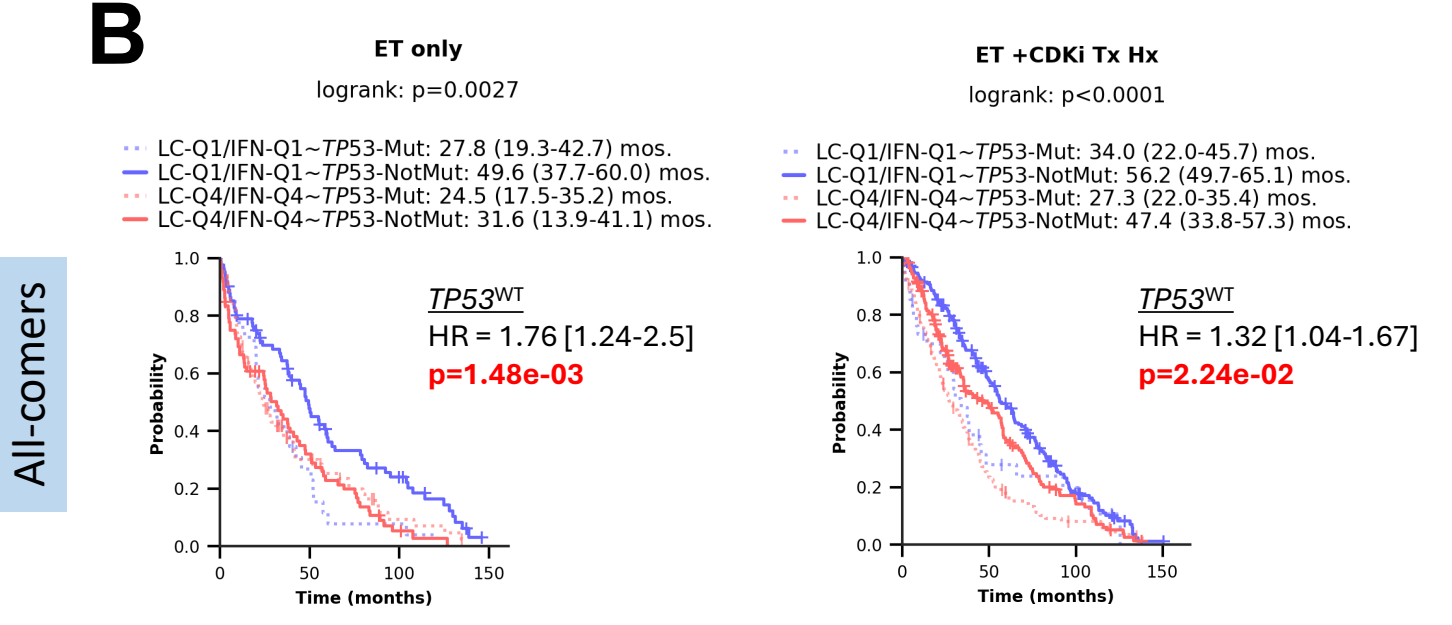 B
ET only
logrank: p=0.0027
LC-Q1/IFN-Q1~TP53-Mut: 27.8 (19.3-42.7) mos.
LC-Q1/IFN-Q1~TP53-NotMut: 49.6 (37.7-60.0) mos.
LC-Q4/IFN-Q4~TP53-Mut: 24.5 (17.5-35.2) mos.
LC-Q4/IFN-Q4~TP53-NotMut: 31.6 (13.9-41.1) mos.
All-comers
Probability
1.0
0.8
0.6
0.4
0.2
0.0
TP53WT
HR = 1.76 [1.24-2.5]
p=1.48e-03
0 50 100 150
Time (months)
ET +CDKi Tx Hx
logrank: p<0.0001
LC-Q1/IFN-Q1~TP53-Mut: 34.0 (22.0-45.7) mos.
LC-Q1/IFN-Q1~TP53-NotMut: 56.2 (49.7-65.1) mos.
LC-Q4/IFN-Q4~TP53-Mut: 27.3 (22.0-35.4) mos.
LC-Q4/IFN-Q4~TP53-NotMut: 47.4 (33.8-57.3) mos.
Probability
1.0
0.8
0.6
0.4
0.2
0.0
TP53WT
HR = 1.32 [1.04-1.67]
p=2.24e-02
0 50 100 150
Time (months)